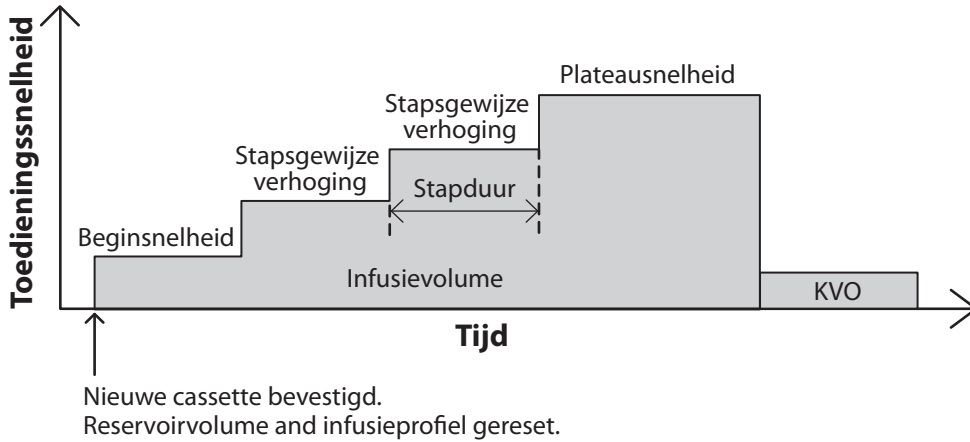 Toedieningssnelheid
Plateausnelheid
Stapsgewijze
verhoging
Stapsgewijze
verhoging
Stapduur
Beginsnelheid
Infusievolume
KVO
Tijd
Nieuwe cassette bevestigd.
Reservoirvolume and infusieprofiel gereset.